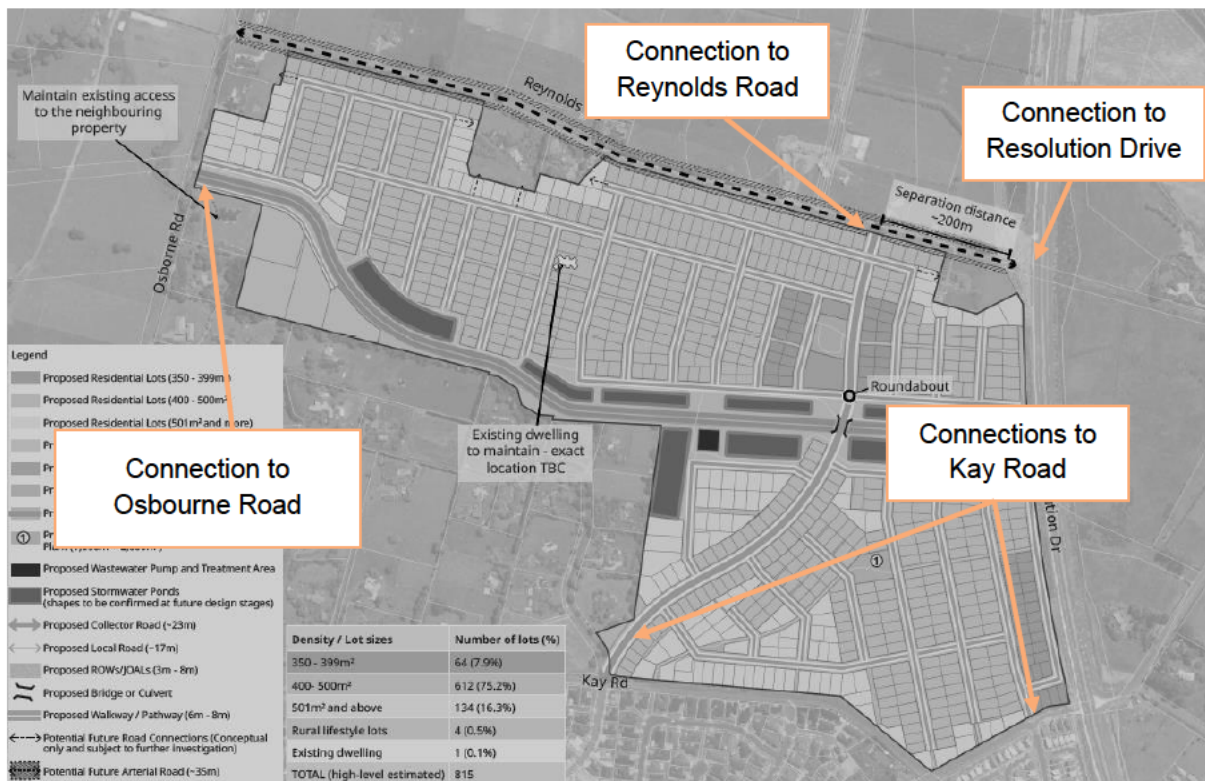 Connection to
Reynolds Road
Connection to
Resolution Drive
Maintain existing access
to the neighbouring
property
Reynolds
Separation distance
~200m
Osborne Rd
Roundabout
Existing dwelling
to maintain - exact
location TBC
Connection to
Osbourne Road
Connections to
Kay Road
tion Dr
1
Kay Rd
Legend
Proposed Residential Lots (350 - 399m
Proposed Residential Lots (400 - 500m²
Proposed Residential Lots (501m² and more)
1
Proposed Wastewater Pump and Treatment Area
Proposed Stormwater Ponds
(shapes to be confirmed at future design stages)
Proposed Collector Road (~23m)
Proposed Local Road (~17m)
Proposed ROWs/JOALs (3m - 8m)
Proposed Bridge or Culvert
Proposed Walkway / Pathway (6m - 8m)
Potential Future Road Connections (Conceptual
only and subject to further investigation)
Potential Future Arterial Road (~35m)
Density / Lot sizes Number of lots (%)
350 - 399m² 64 (7.9%)
400- 500m² 612 (75.2%)
501m² and above 134 (16.3%)
Rural lifestyle lots 4 (0.5%)
Existing dwelling 1 (0.1%)
TOTAL (high-level estimated) 815